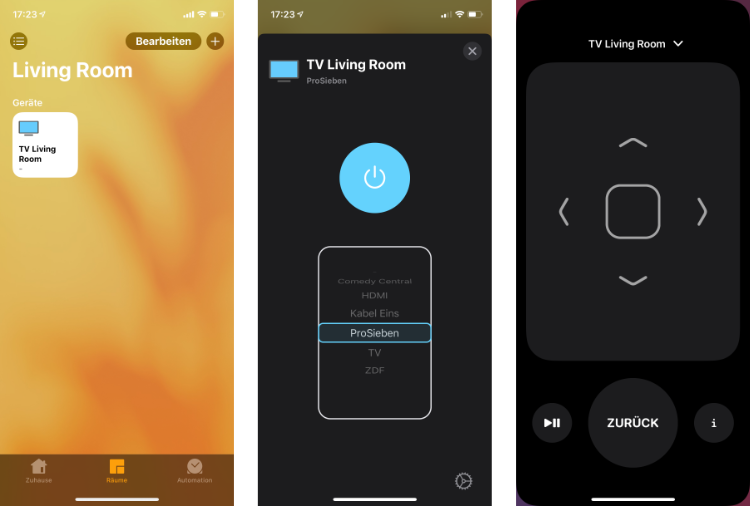 17:23
Bearbeiten
Living Room
Geräte
TV Living
Room
-
Zuhause
Räume
Automation
17:23
TV Living Room
ProSieben
Comedy Central
HDMI
Kabel Eins
ProSieben
TV
ZDF
TV Living Room
ZURÜCK
i